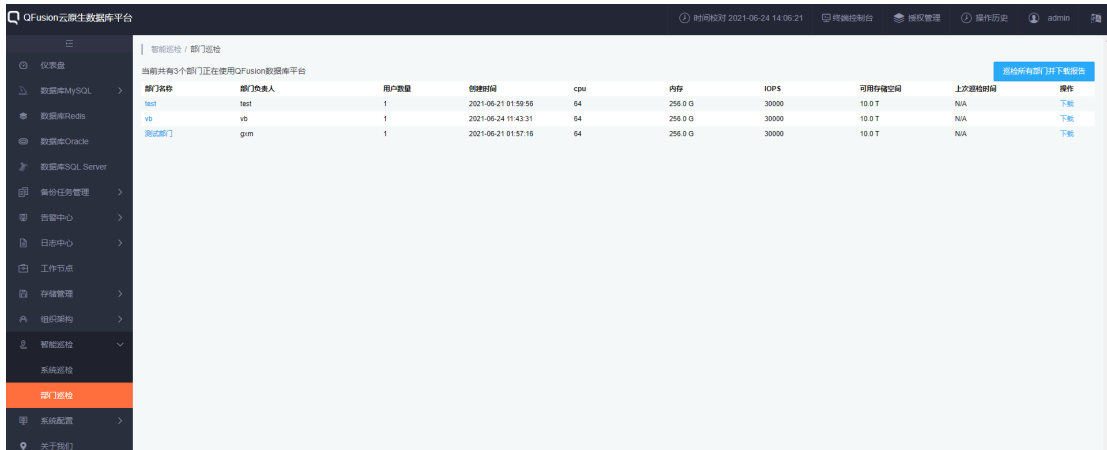 QFusion云原生数据库平台
时间校对 2021-06-24 14:06:21 终端控制台 授权管理 操作历史 admin
智能巡检 / 部门巡检
当前共有3个部门正在使用QFusion数据库平台
巡检所有部门并下载报告
部门名称 部门负责人 用户数量 创建时间 cpu 内存 IOPS 可用存储空间 上次巡检时间 操作
test test 1 2021-06-21 01:59:56 64 256.0 G 30000 10.0 T N/A 下载
vb vb 1 2021-06-24 11:43:31 64 256.0 G 30000 10.0 T N/A 下载
测试部门 gxm 1 2021-06-21 01:57:16 64 256.0 G 30000 10.0 T N/A 下载
仪表盘
数据库MySQL
数据库Redis
数据库Oracle
数据库SQL Server
备份任务管理
告警中心
日志中心
工作节点
存储管理
组织架构
智能巡检
系统巡检
部门巡检
系统配置
关于我们